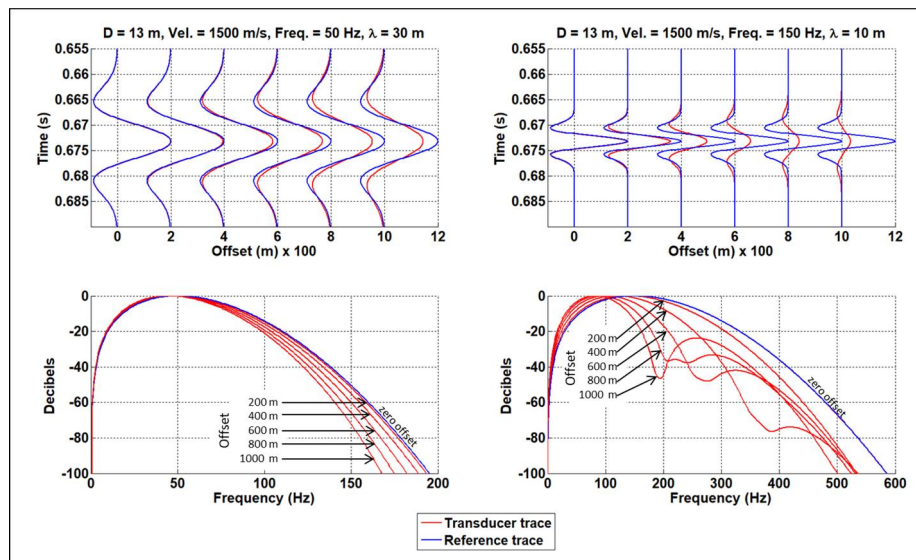 D = 13 m, Vel. = 1500 m/s, Freq. = 50 Hz, λ = 30 m
0.655
0.66
0.665
0.67
0.675
0.68
0.685
Time (s)
0 2 4 6 8 10 12
Offset (m) x 100
D = 13 m, Vel. = 1500 m/s, Freq. = 150 Hz, λ = 10 m
0.655
0.66
0.665
0.67
0.675
0.68
0.685
Time (s)
0 2 4 6 8 10 12
Offset (m) x 100
0
-20
-40
-60
-80
-100
Decibels
Offset
200 m
400 m
600 m
800 m
1000 m
zero offset
0 50 100 150 200
Frequency (Hz)
0
-20
-40
-60
-80
-100
Decibels
Offset
200 m
400 m
600 m
800 m
1000 m
zero offset
0 100 200 300 400 500 600
Frequency (Hz)
Transducer trace
Reference trace